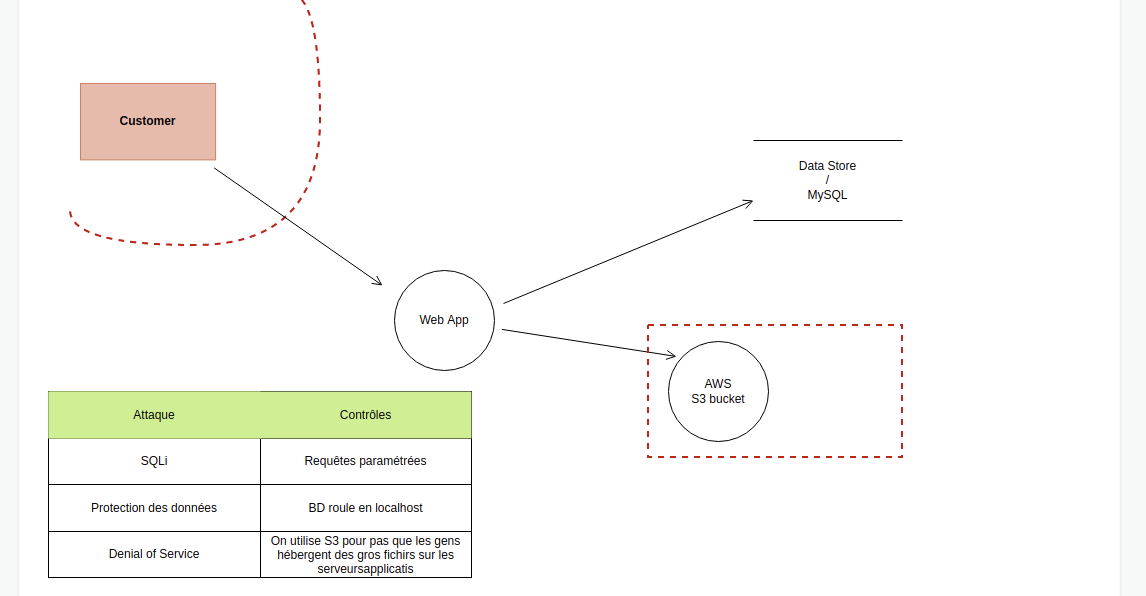 Customer
Data Store
/
MySQL
Web App
AWS
S3 bucket
Attaque
Contrôles
SQLi
Requêtes paramétrées
Protection des données
BD roule en localhost
Denial of Service
On utilise S3 pour pas que les gens
hébergent des gros fichirs sur les
serveursapplicatis